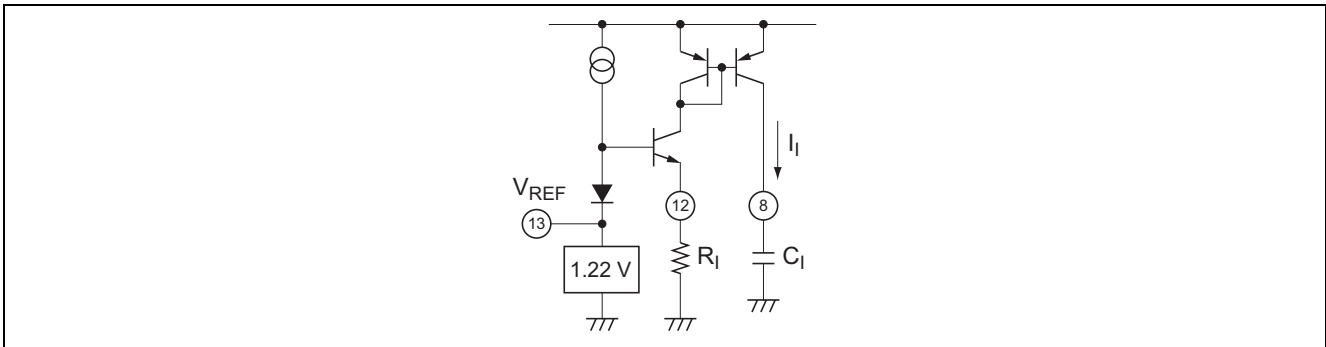 I_I
V_REF
13
12
8
1.22 V
R_I
C_I